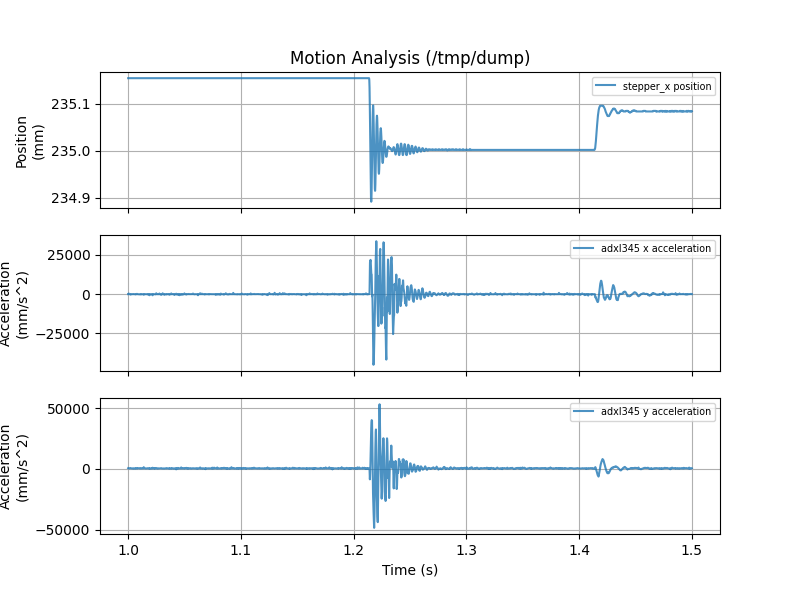 Motion Analysis (/tmp/dump)
stepper_x position
235.1
235.0
234.9
Position
(mm)
adxl345 x acceleration
25000
0
−25000
Acceleration
(mm/s^2)
adxl345 y acceleration
50000
0
−50000
Acceleration
(mm/s^2)
1.0 1.1 1.2 1.3 1.4 1.5
Time (s)